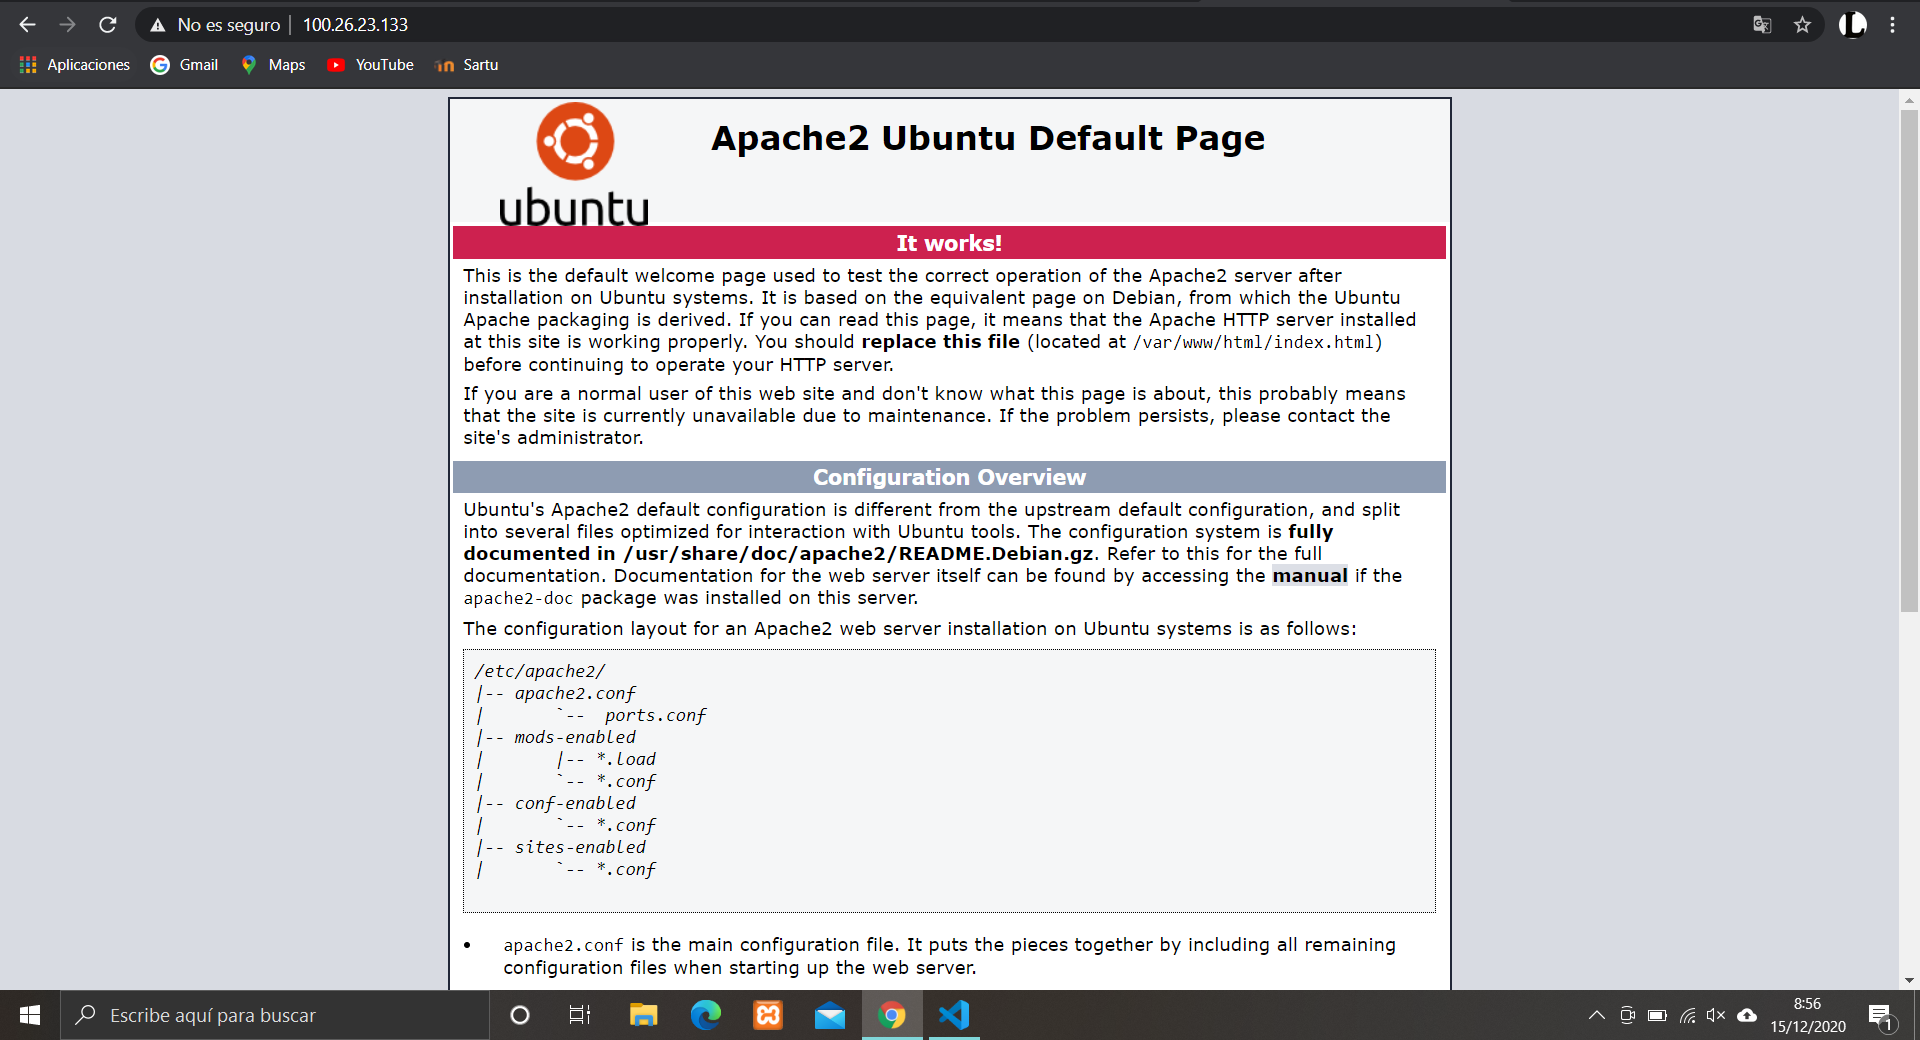 No es seguro | 100.26.23.133
Aplicaciones Gmail Maps YouTube Sartu
ubuntu
Apache2 Ubuntu Default Page
It works!
This is the default welcome page used to test the correct operation of the Apache2 server after
installation on Ubuntu systems. It is based on the equivalent page on Debian, from which the Ubuntu
Apache packaging is derived. If you can read this page, it means that the Apache HTTP server installed
at this site is working properly. You should replace this file (located at /var/www/html/index.html)
before continuing to operate your HTTP server.
If you are a normal user of this web site and don't know what this page is about, this probably means
that the site is currently unavailable due to maintenance. If the problem persists, please contact the
site's administrator.
Configuration Overview
Ubuntu's Apache2 default configuration is different from the upstream default configuration, and split
into several files optimized for interaction with Ubuntu tools. The configuration system is fully
documented in /usr/share/doc/apache2/README.Debian.gz. Refer to this for the full
documentation. Documentation for the web server itself can be found by accessing the manual if the
apache2-doc package was installed on this server.
The configuration layout for an Apache2 web server installation on Ubuntu systems is as follows:
/etc/apache2/
|-- apache2.conf
|       `--  ports.conf
|-- mods-enabled
|       |-- *.load
|       `-- *.conf
|-- conf-enabled
|       `-- *.conf
|-- sites-enabled
|       `-- *.conf
• apache2.conf is the main configuration file. It puts the pieces together by including all remaining
configuration files when starting up the web server.
Escribe aquí para buscar
8:56
15/12/2020
1